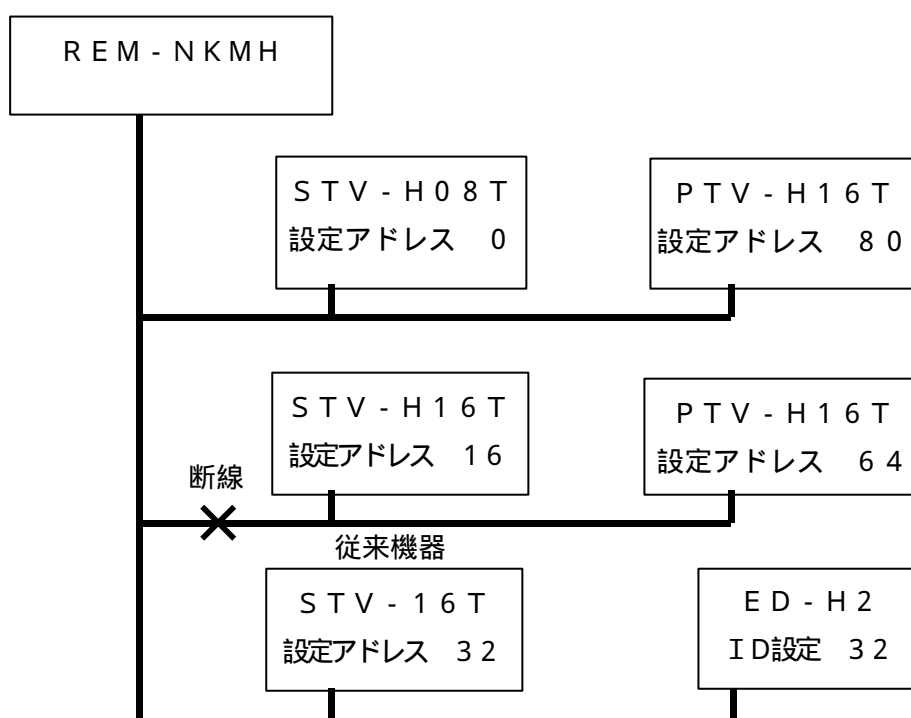 ＲＥＭ-ＮＫＭＨ
ＳＴＶ-Ｈ０８Ｔ
設定アドレス　０
ＰＴＶ-Ｈ１６Ｔ
設定アドレス　８０
ＳＴＶ-Ｈ１６Ｔ
設定アドレス　１６
ＰＴＶ-Ｈ１６Ｔ
設定アドレス　６４
断線
従来機器
ＳＴＶ-１６Ｔ
設定アドレス　３２
ＥＤ-Ｈ２
ＩＤ設定　３２